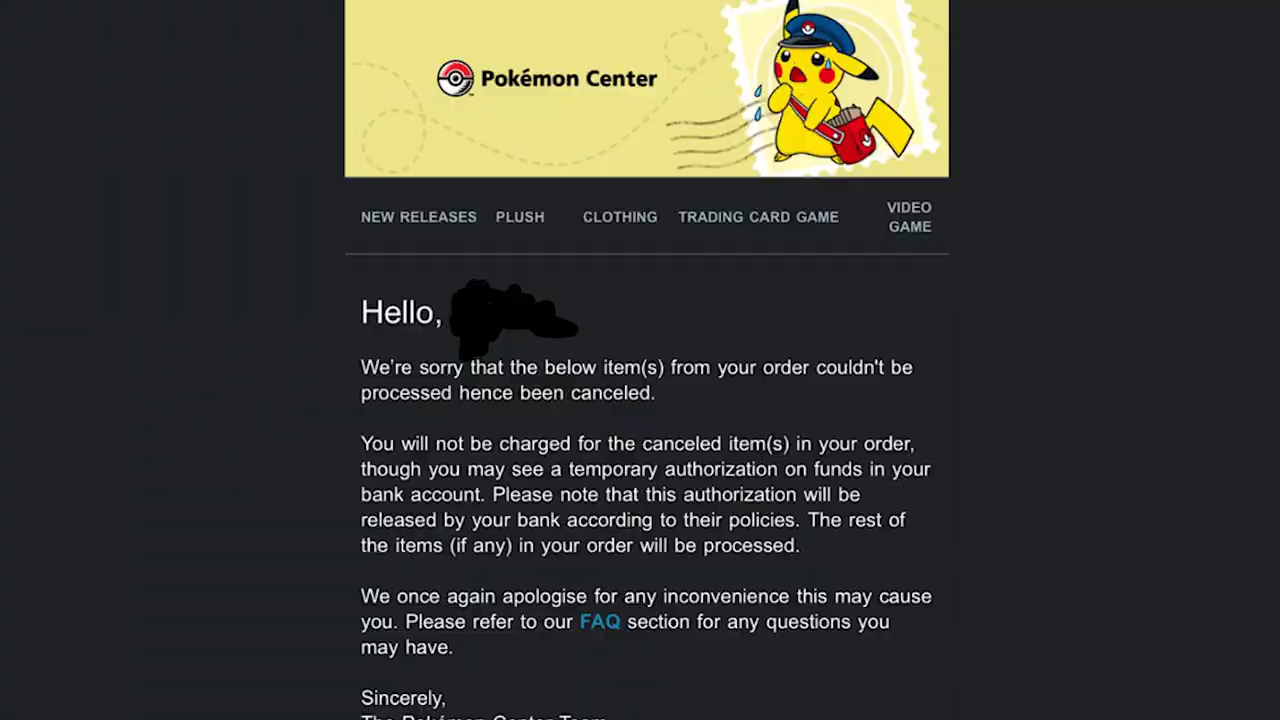 Pokémon Center
NEW RELEASES PLUSH CLOTHING TRADING CARD GAME VIDEO GAME
Hello,
We're sorry that the below item(s) from your order couldn't be
processed hence been canceled.
You will not be charged for the canceled item(s) in your order,
though you may see a temporary authorization on funds in your
bank account. Please note that this authorization will be
released by your bank according to their policies. The rest of
the items (if any) in your order will be processed.
We once again apologise for any inconvenience this may cause
you. Please refer to our FAQ section for any questions you
may have.
Sincerely,
The Pokémon Center Team